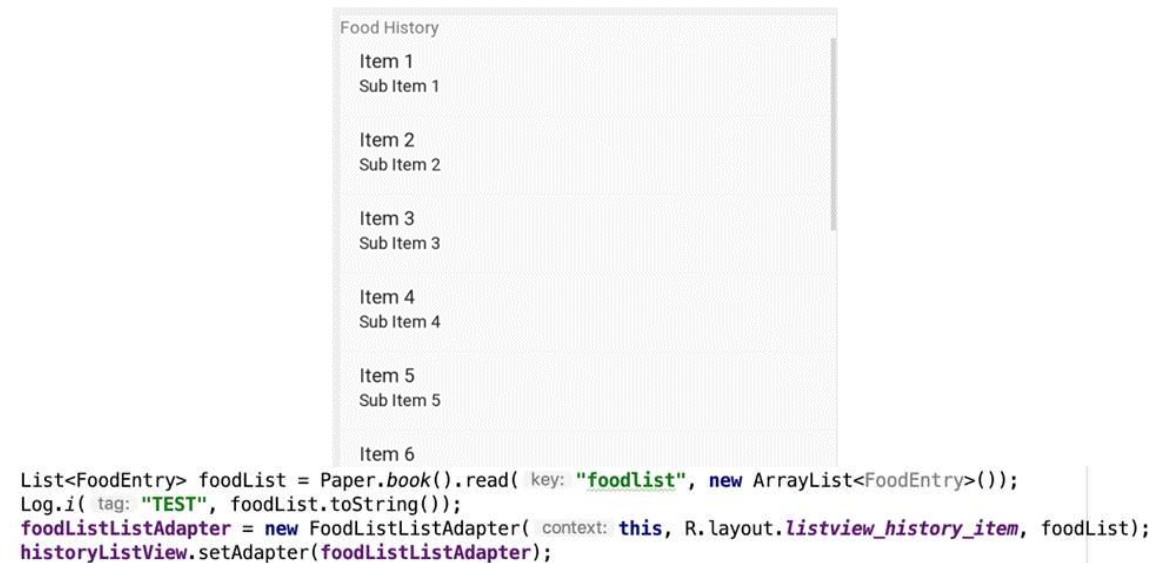 Food History
Item 1
Sub Item 1
Item 2
Sub Item 2
Item 3
Sub Item 3
Item 4
Sub Item 4
Item 5
Sub Item 5
Item 6
List<FoodEntry> foodList = Paper.book().read( key: "foodlist", new ArrayList<FoodEntry>());
Log.i( tag: "TEST", foodList.toString());
foodListListAdapter = new FoodListListAdapter( context: this, R.layout.listview_history_item, foodList);
historyListView.setAdapter(foodListListAdapter);